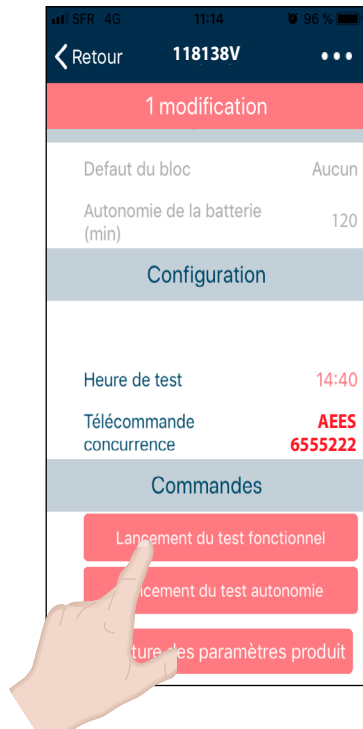 SFR 4G 11:14 96 %
Retour 118138V
1 modification
Defaut du bloc Aucun
Autonomie de la batterie
(min) 120
Configuration
Heure de test 14:40
Télécommande AEES
concurrence 6555222
Commandes
Lancement du test fonctionnel
ncement du test autonomie
ture des paramètres produit